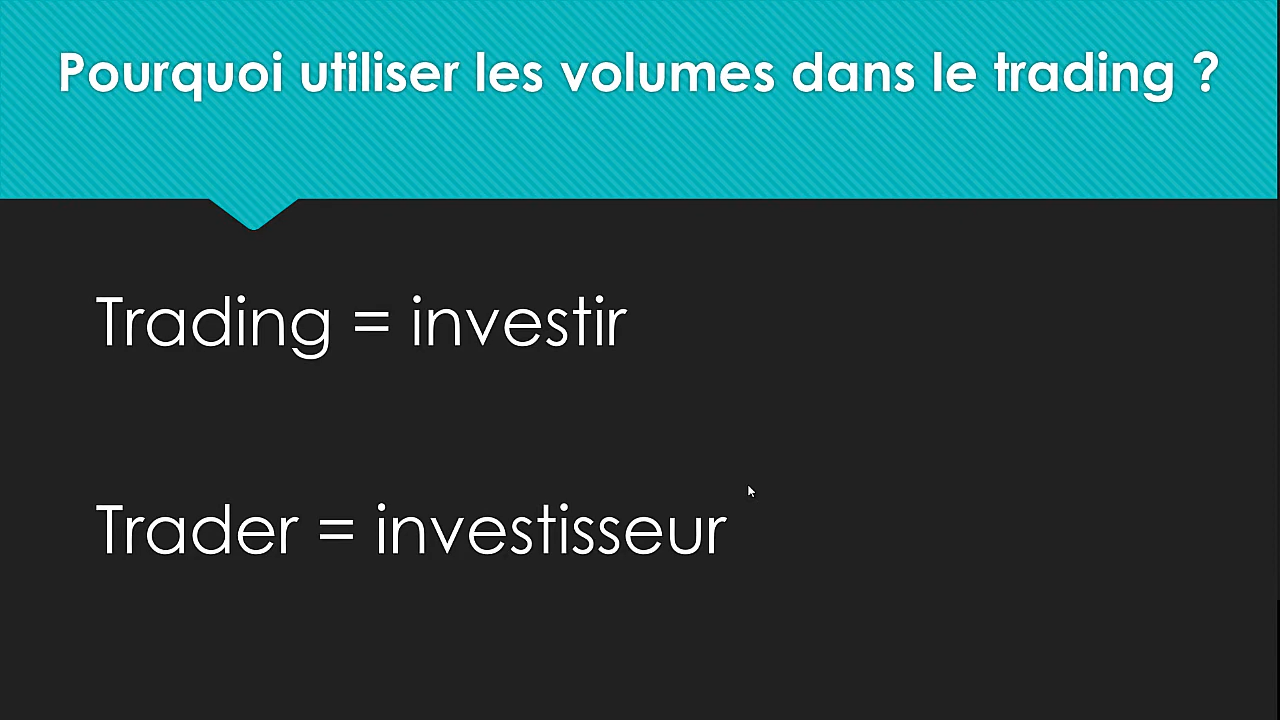 Pourquoi utiliser les volumes dans le trading ?
Trading = investir
Trader = investisseur